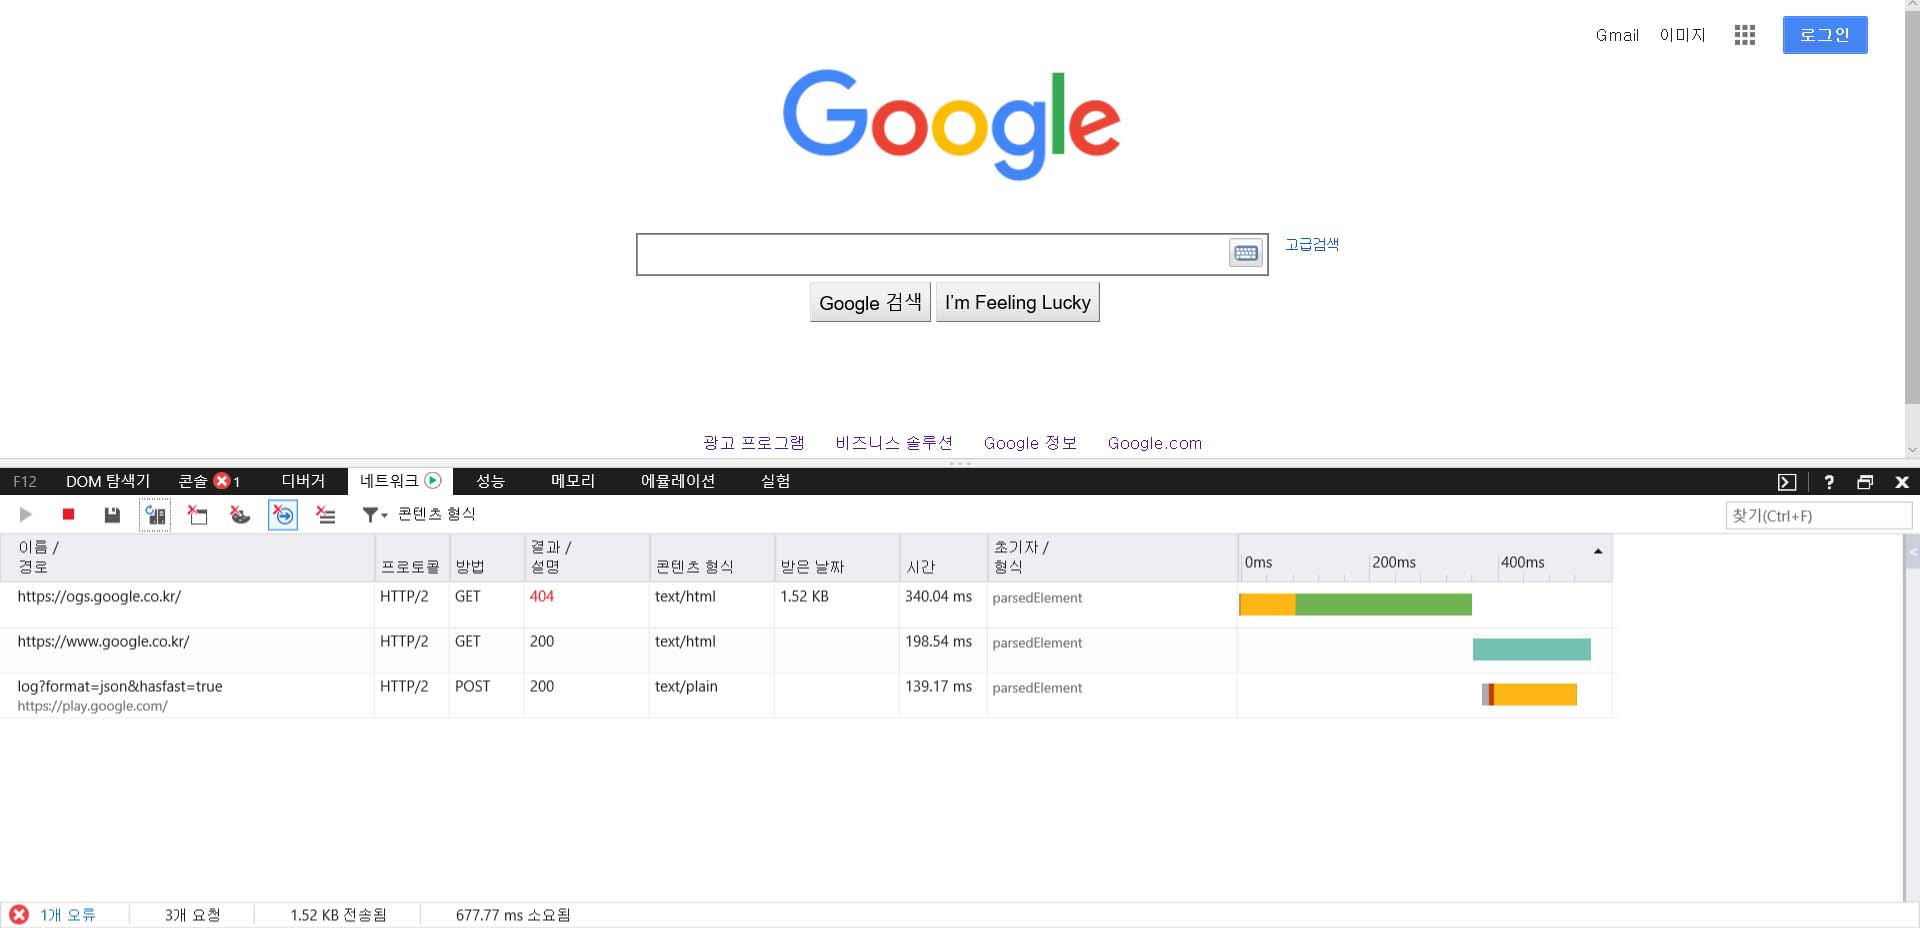 Gmail 이미지 로그인
Google
고급검색
Google 검색 I'm Feeling Lucky
광고 프로그램 비즈니스 솔루션 Google 정보 Google.com
F12 DOM 탐색기 콘솔 1 디버거 네트워크 성능 메모리 에뮬레이션 실험 ?
콘텐츠 형식 찾기(Ctrl+F)
이름 /
경로
프로토콜
방법
결과 /
설명
콘텐츠 형식
받은 날짜
시간
초기자 /
형식
0ms 200ms 400ms
https://ogs.google.co.kr/ HTTP/2 GET 404 text/html 1.52 KB 340.04 ms parsedElement
https://www.google.co.kr/ HTTP/2 GET 200 text/html 198.54 ms parsedElement
log?format=json&hasfast=true HTTP/2 POST 200 text/plain 139.17 ms parsedElement
https://play.google.com/
1개 오류 3개 요청 1.52 KB 전송됨 677.77 ms 소요됨